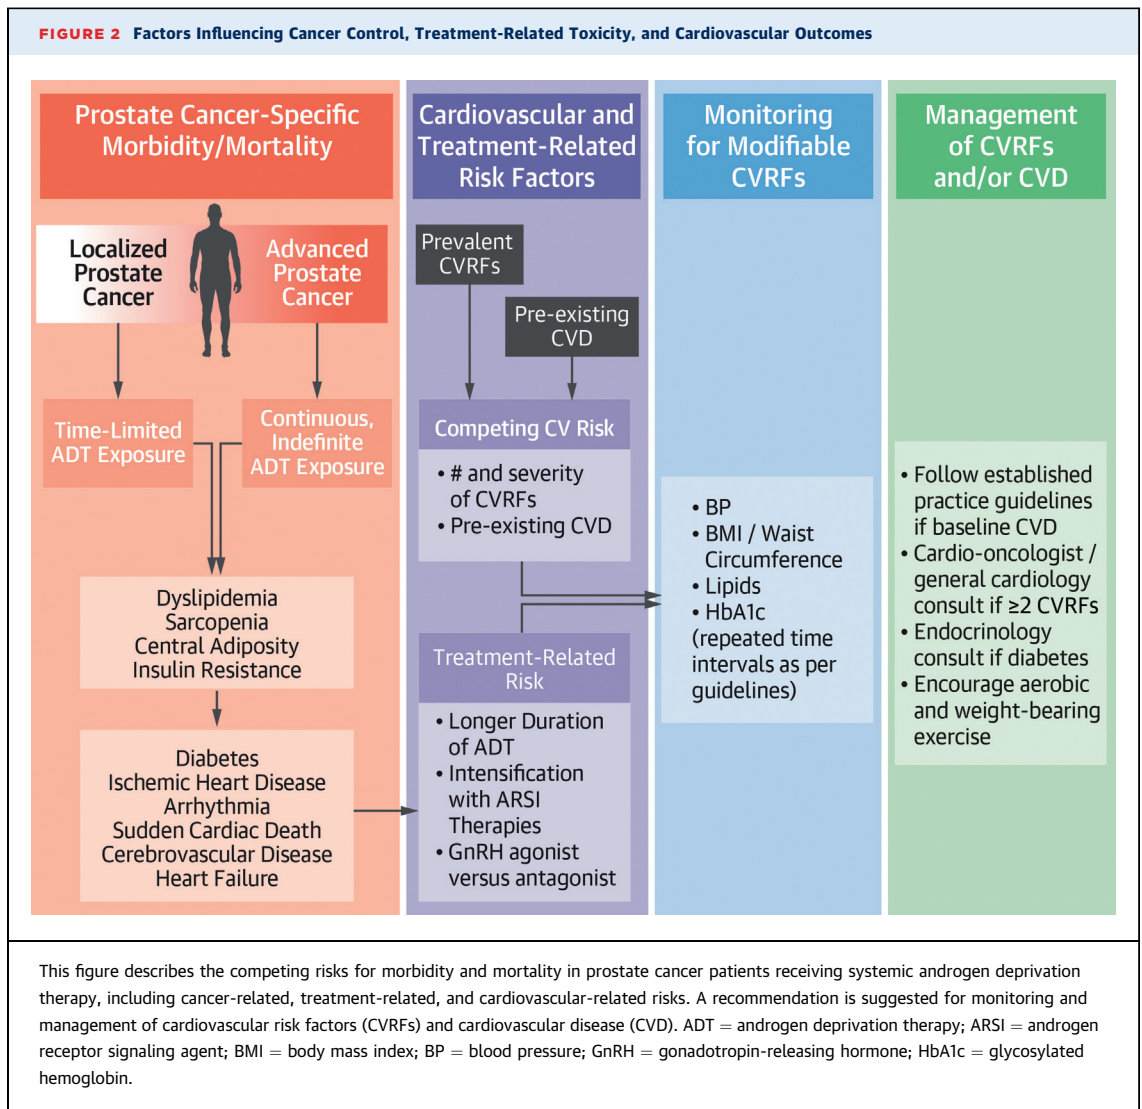 FIGURE 2 Factors Influencing Cancer Control, Treatment-Related Toxicity, and Cardiovascular Outcomes
Prostate Cancer-Specific
Morbidity/Mortality
Localized
Prostate
Cancer
Advanced
Prostate
Cancer
Time-Limited
ADT Exposure
Continuous,
Indefinite
ADT Exposure
Dyslipidemia
Sarcopenia
Central Adiposity
Insulin Resistance
Diabetes
Ischemic Heart Disease
Arrhythmia
Sudden Cardiac Death
Cerebrovascular Disease
Heart Failure
Cardiovascular and
Treatment-Related
Risk Factors
Prevalent
CVRFs
Pre-existing
CVD
Competing CV Risk
• # and severity
of CVRFs
• Pre-existing CVD
Treatment-Related
Risk
• Longer Duration
of ADT
• Intensification
with ARSI
Therapies
• GnRH agonist
versus antagonist
Monitoring
for Modifiable
CVRFs
• BP
• BMI / Waist
Circumference
• Lipids
• HbA1c
(repeated time
intervals as per
guidelines)
Management
of CVRFs
and/or CVD
• Follow established
practice guidelines
if baseline CVD
• Cardio-oncologist /
general cardiology
consult if ≥2 CVRFs
• Endocrinology
consult if diabetes
• Encourage aerobic
and weight-bearing
exercise
This figure describes the competing risks for morbidity and mortality in prostate cancer patients receiving systemic androgen deprivation
therapy, including cancer-related, treatment-related, and cardiovascular-related risks. A recommendation is suggested for monitoring and
management of cardiovascular risk factors (CVRFs) and cardiovascular disease (CVD). ADT = androgen deprivation therapy; ARSI = androgen
receptor signaling agent; BMI = body mass index; BP = blood pressure; GnRH = gonadotropin-releasing hormone; HbA1c = glycosylated
hemoglobin.